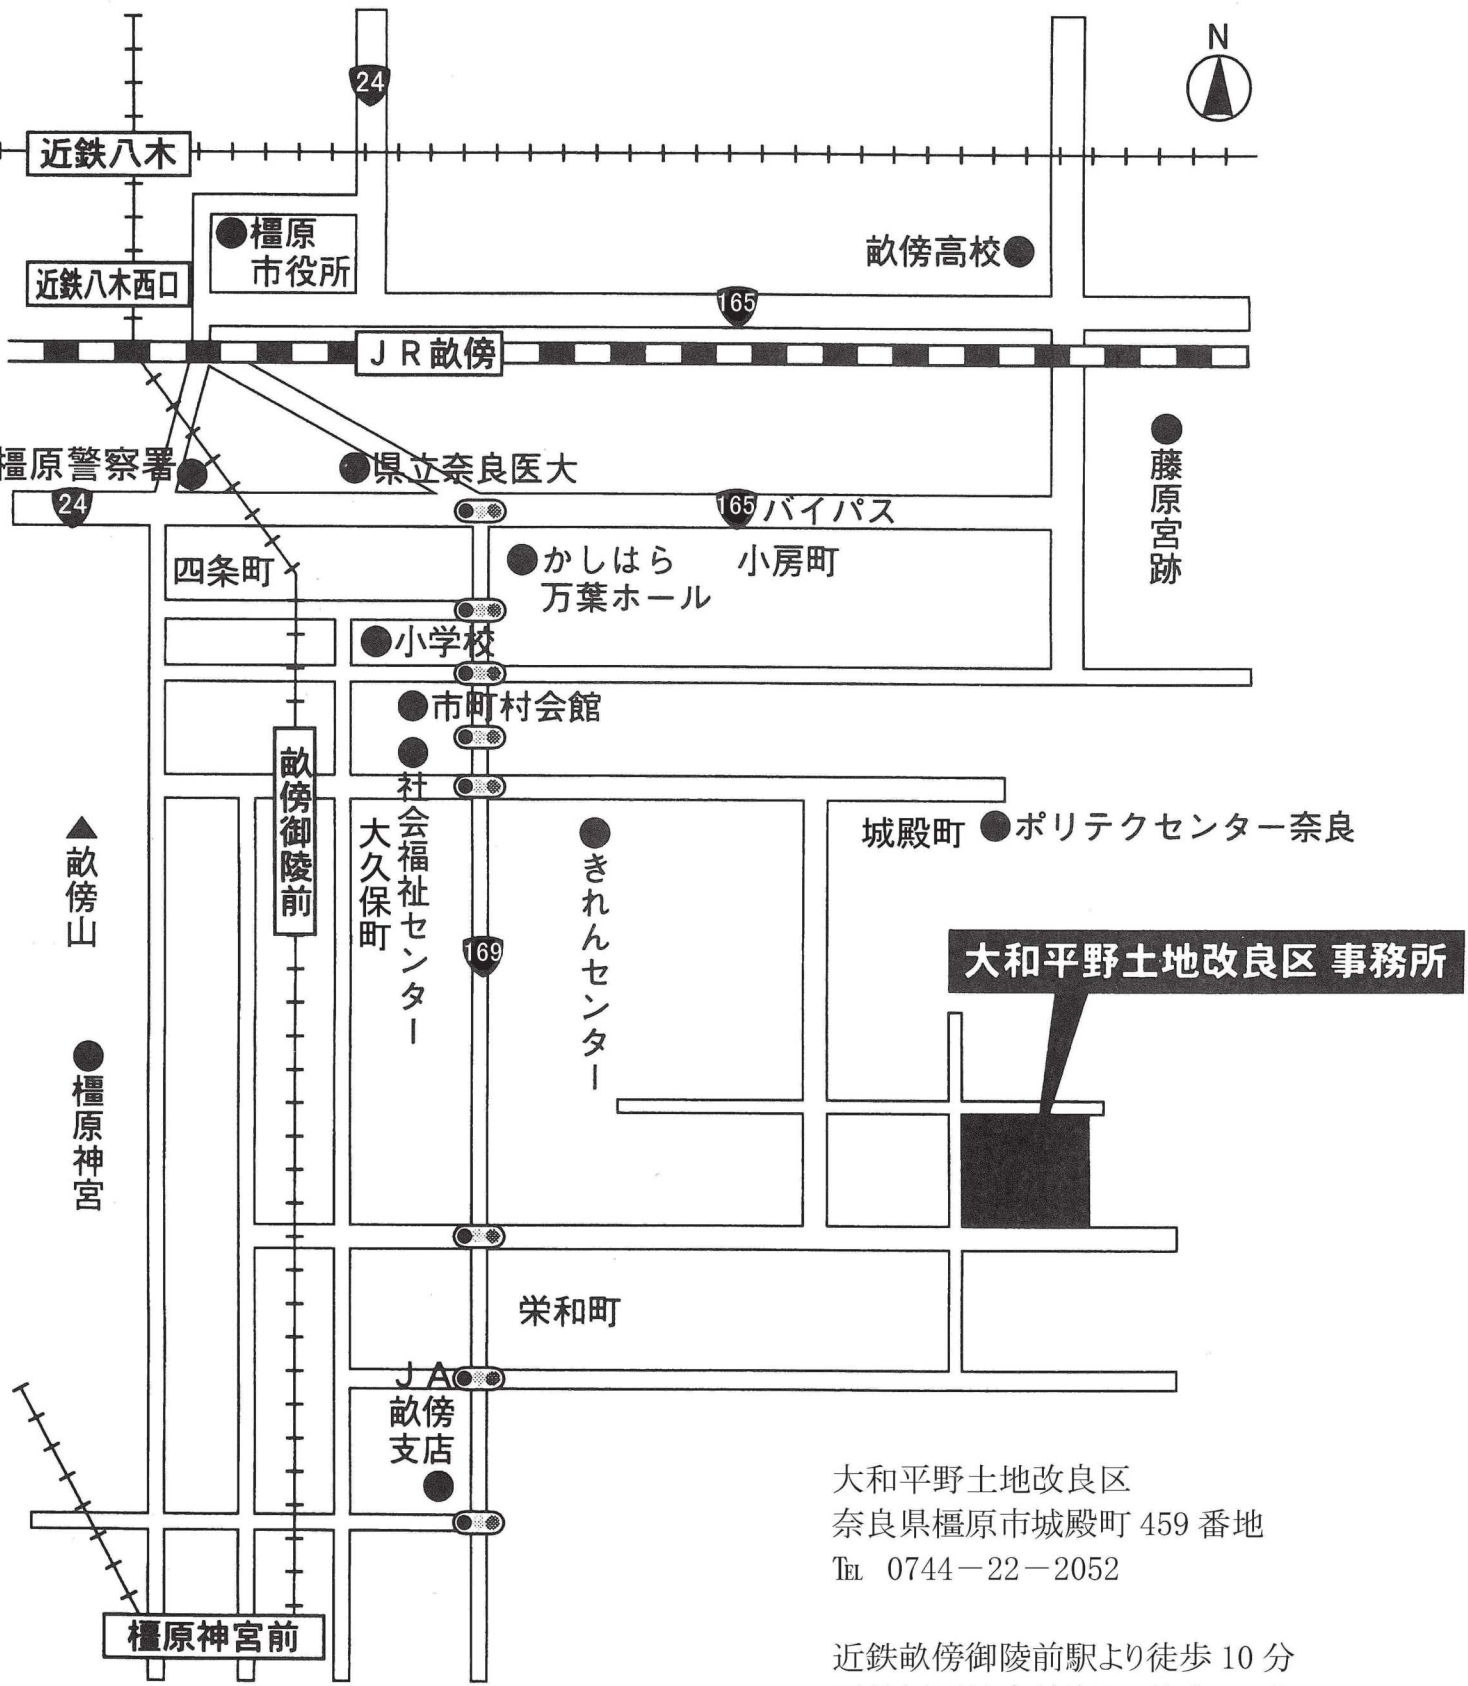 N
24
近鉄八木
橿原
市役所
畝傍高校
近鉄八木西口
165
JR畝傍
橿原警察署
県立奈良医大
藤原宮跡
24
165 バイパス
四条町
かしはら
万葉ホール
小房町
小学校
市町村会館
畝傍御陵前
社会福祉センター
大久保町
きれんセンター
城殿町
ポリテクセンター奈良
畝傍山
169
大和平野土地改良区 事務所
橿原神宮
栄和町
JA
畝傍
支店
大和平野土地改良区
奈良県橿原市城殿町 459 番地
℡ 0744－22－2052
橿原神宮前
近鉄畝傍御陵前駅より徒歩 10 分